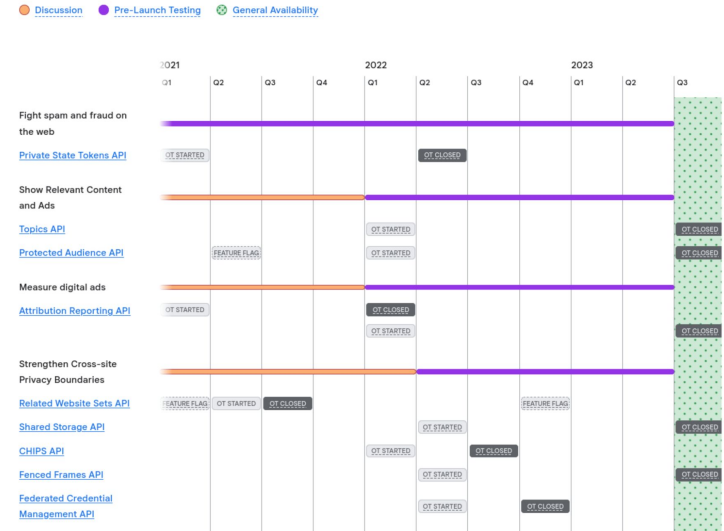 Discussion Pre-Launch Testing General Availability
2021 2022 2023
Q1 Q2 Q3 Q4 Q1 Q2 Q3 Q4 Q1 Q2 Q3
Fight spam and fraud on
the web
Private State Tokens API OT STARTED OT CLOSED
Show Relevant Content
and Ads
Topics API OT STARTED OT CLOSED
Protected Audience API FEATURE FLAG OT STARTED OT CLOSED
Measure digital ads
Attribution Reporting API OT STARTED OT CLOSED
OT STARTED OT CLOSED
Strengthen Cross-site
Privacy Boundaries
Related Website Sets API FEATURE FLAG OT STARTED OT CLOSED FEATURE FLAG
Shared Storage API OT STARTED OT CLOSED
CHIPS API OT STARTED OT CLOSED
Fenced Frames API OT STARTED OT CLOSED
Federated Credential
Management API OT STARTED OT CLOSED